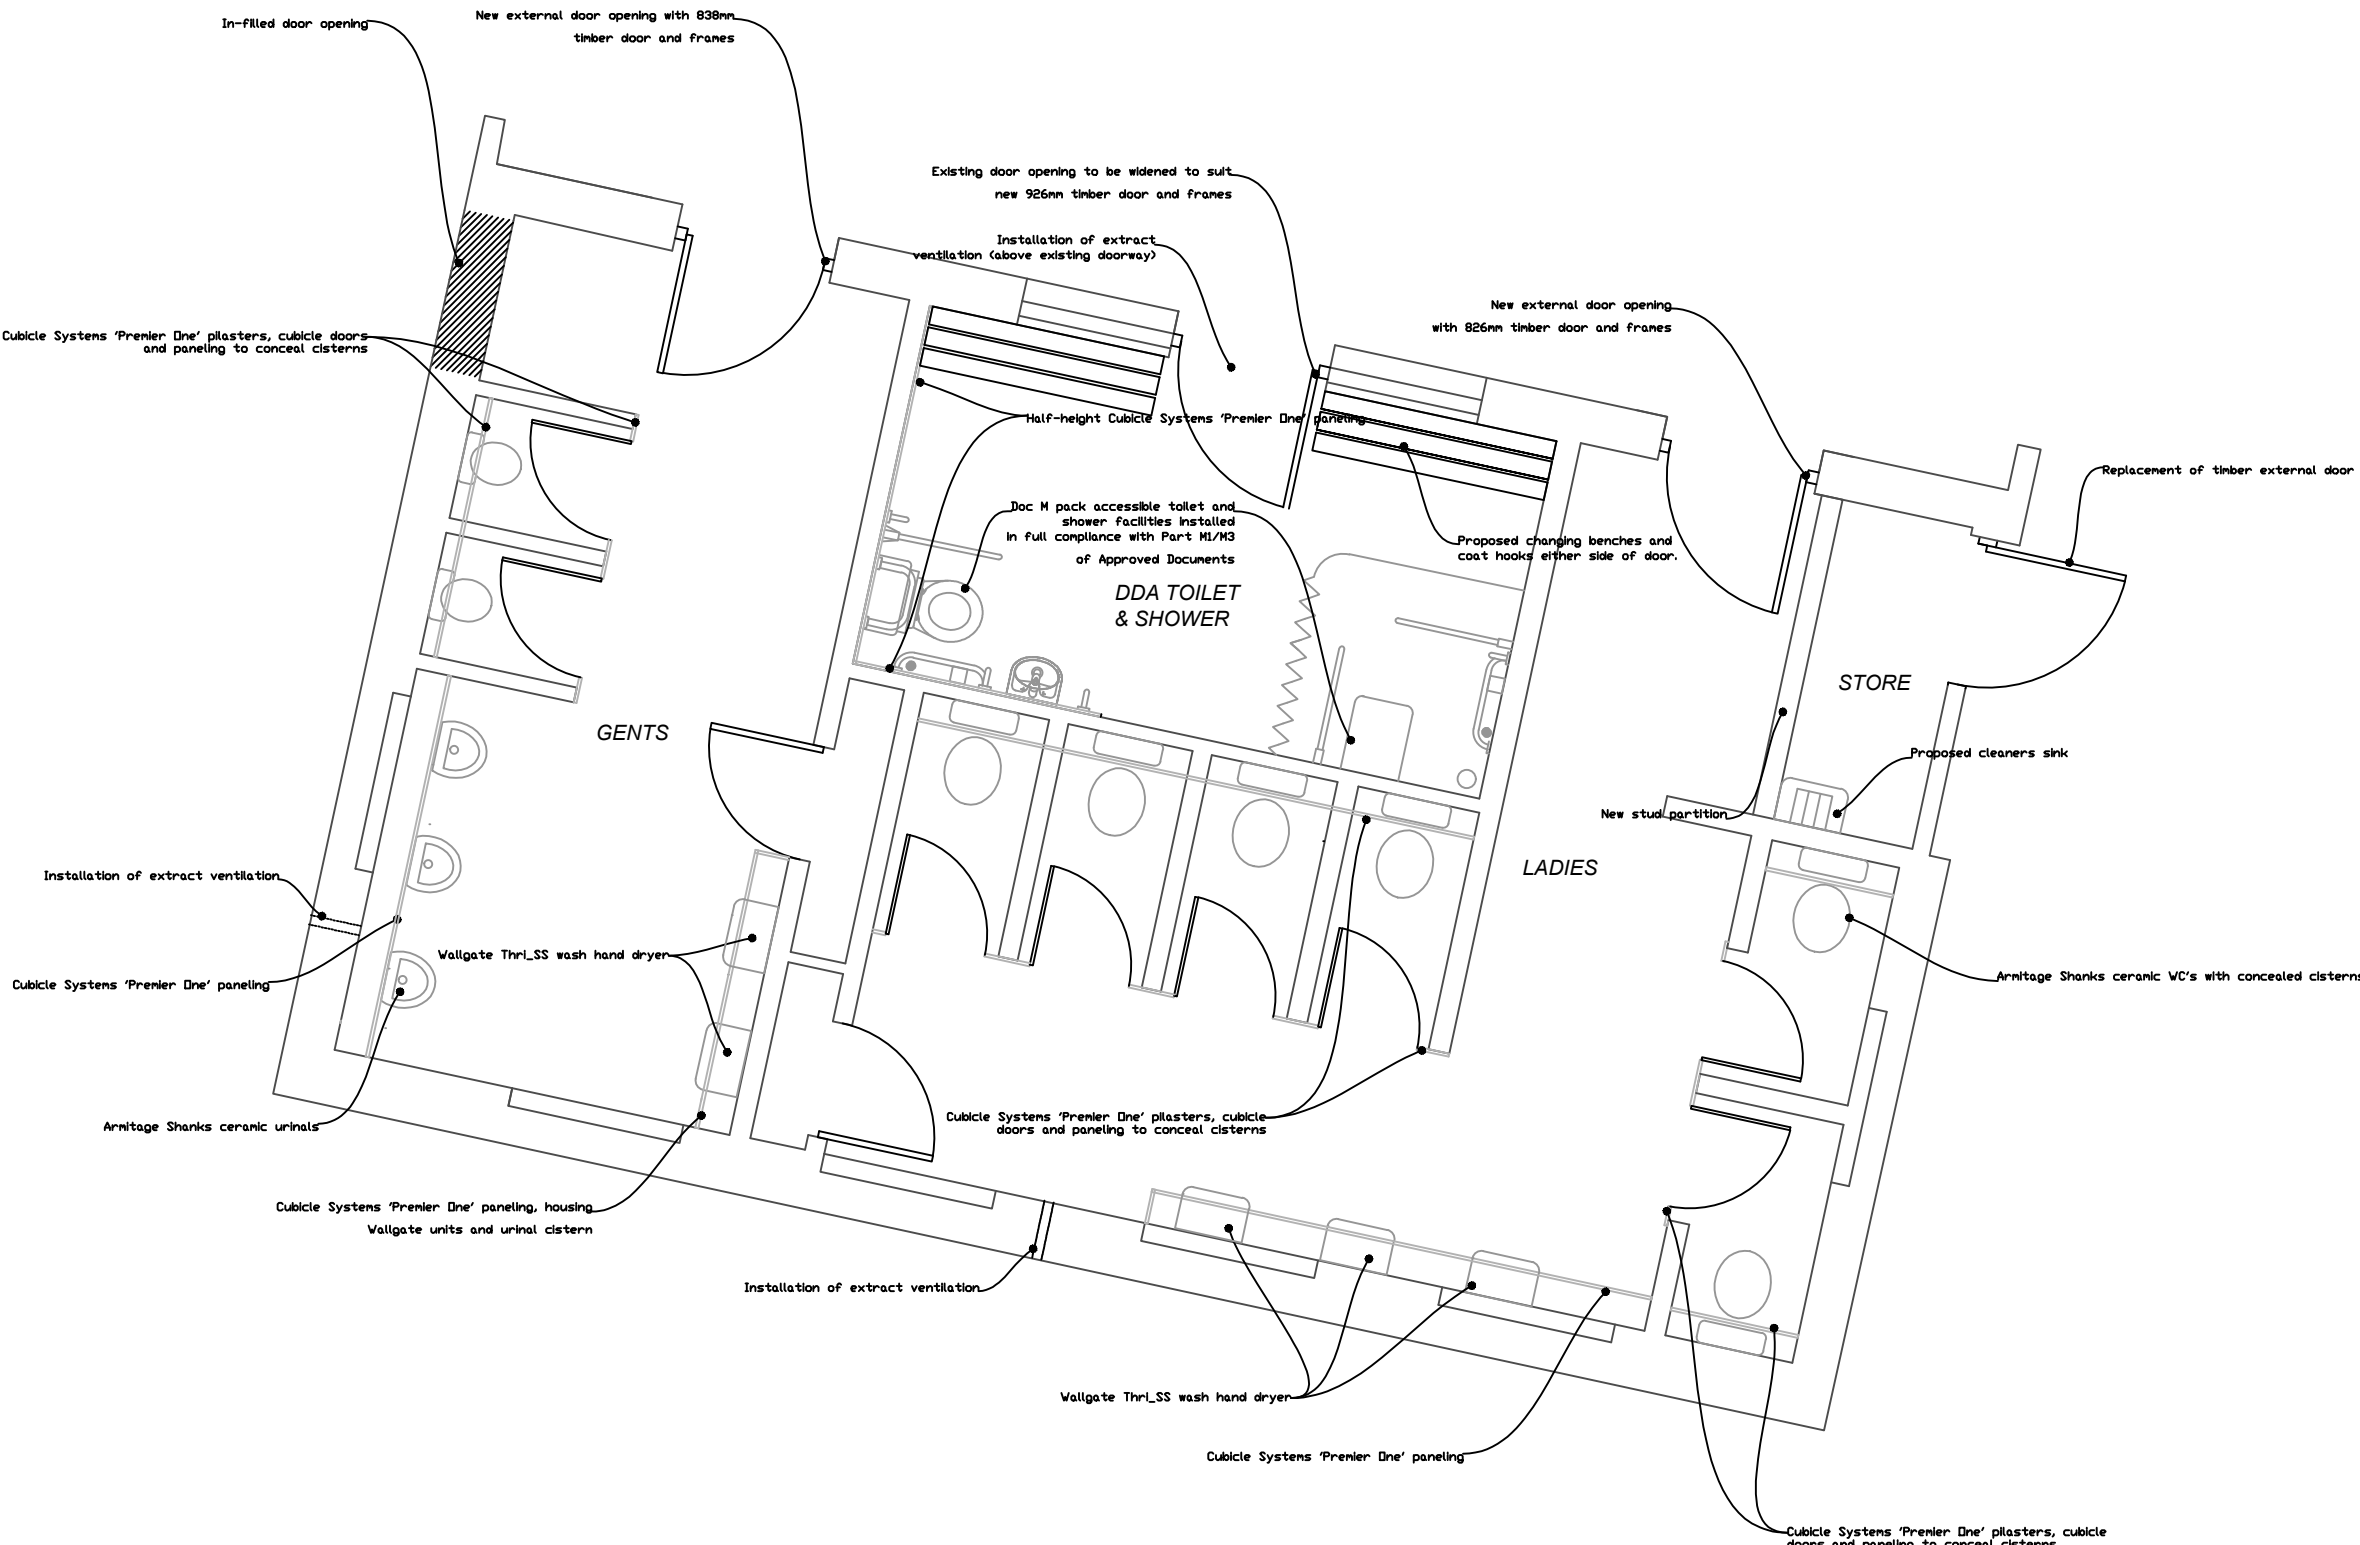 New external door opening with 838mm
timber door and frames
In-filled door opening
Existing door opening to be widened to suit
new 926mm timber door and frames
Installation of extract
ventilation (above existing doorway)
New external door opening
with 826mm timber door and frames
Cubicle Systems 'Premier One' pilasters, cubicle doors
and paneling to conceal cisterns
Half-height Cubicle Systems 'Premier One' paneling
Replacement of timber external door
Doc M pack accessible toilet and
shower facilities installed
in full compliance with Part M1/M3
of Approved Documents
Proposed changing benches and
coat hooks either side of door.
DDA TOILET
& SHOWER
STORE
GENTS
Proposed cleaners sink
New stud partition
LADIES
Installation of extract ventilation
Wallgate Thri_SS wash hand dryer
Cubicle Systems 'Premier One' paneling
Armitage Shanks ceramic WC's with concealed cisterns
Armitage Shanks ceramic urinals
Cubicle Systems 'Premier One' pilasters, cubicle
doors and paneling to conceal cisterns
Cubicle Systems 'Premier One' paneling, housing
Wallgate units and urinal cistern
Installation of extract ventilation
Wallgate Thri_SS wash hand dryer
Cubicle Systems 'Premier One' paneling
Cubicle Systems 'Premier One' pilasters, cubicle
doors and paneling to conceal cisterns